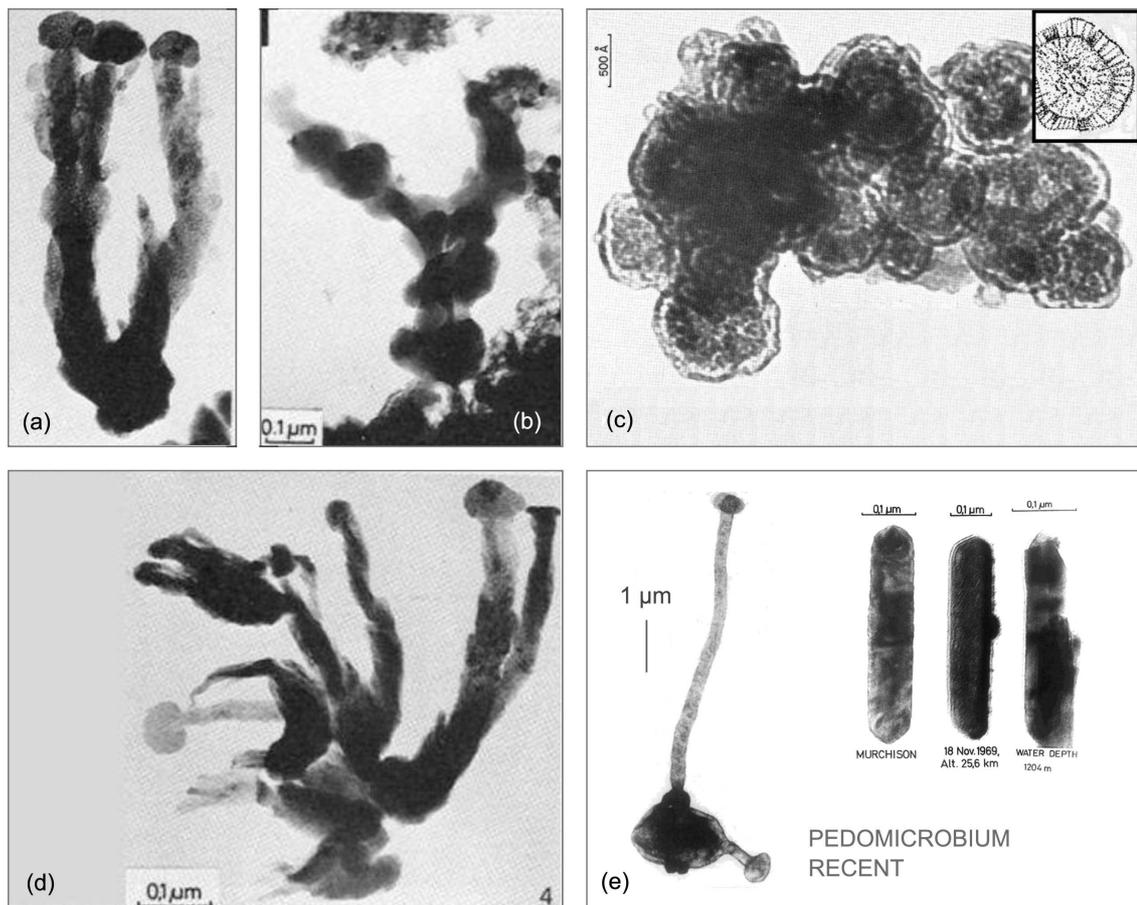 (a)
0.1 µm
(b)
500 Å
(c)
0,1 µm
(d)
4
1 µm
0,1 µm
0,1 µm
0,1 µm
MURCHISON
18 Nov. 1969,
Alt. 25,6 km
WATER DEPTH
1204 m
PEDOMICROBIUM
RECENT
(e)